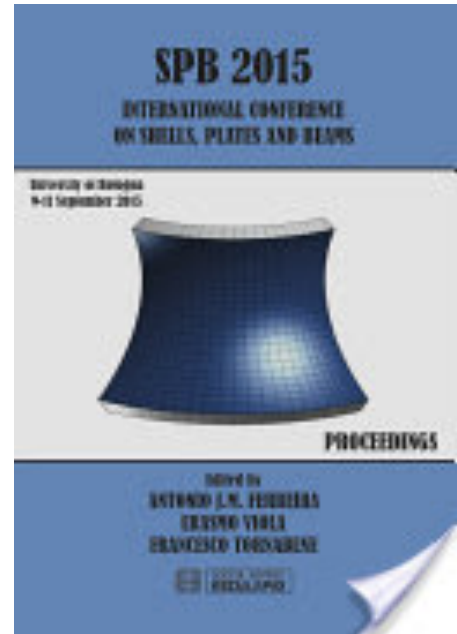 SPB 2015
INTERNATIONAL CONFERENCE
ON SHELLS, PLATES AND BEAMS
University of Bologna
9-11 September 2015
PROCEEDINGS
Edited by
ANTONIO J.M. FERREIRA
ERASMO VIOLA
FRANCESCO TORNABENE